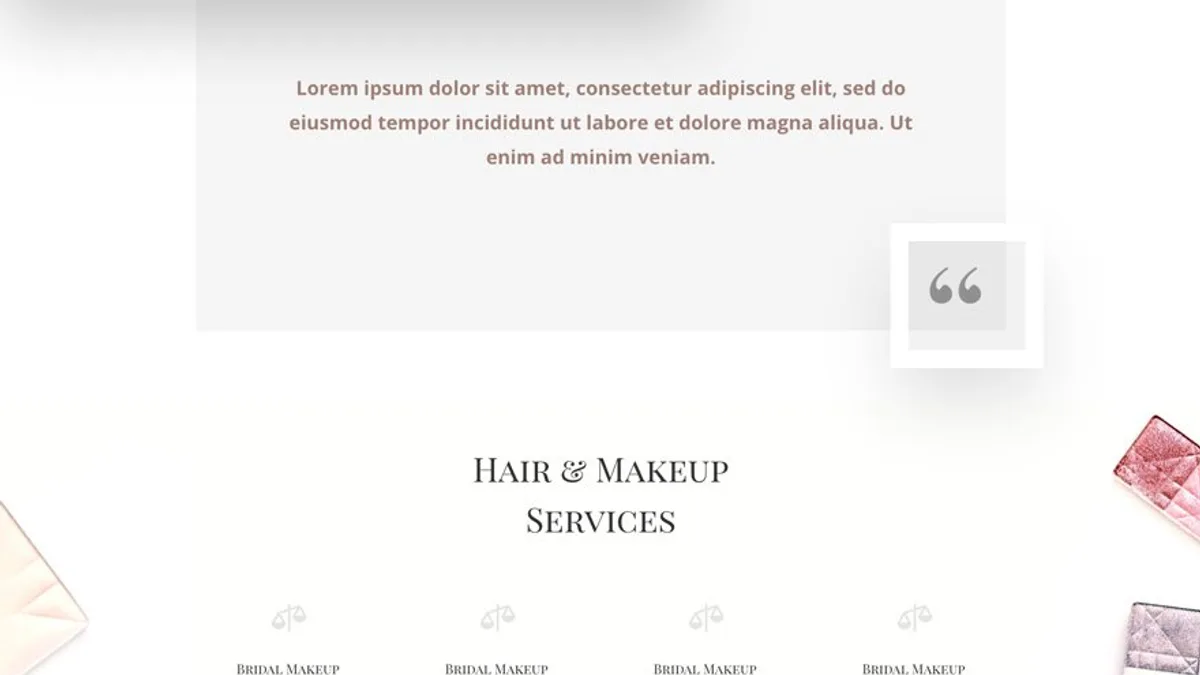 Lorem ipsum dolor sit amet, consectetur adipiscing elit, sed do
eiusmod tempor incididunt ut labore et dolore magna aliqua. Ut
enim ad minim veniam.
“
Hair & Makeup
Services
Bridal Makeup Bridal Makeup Bridal Makeup Bridal Makeup